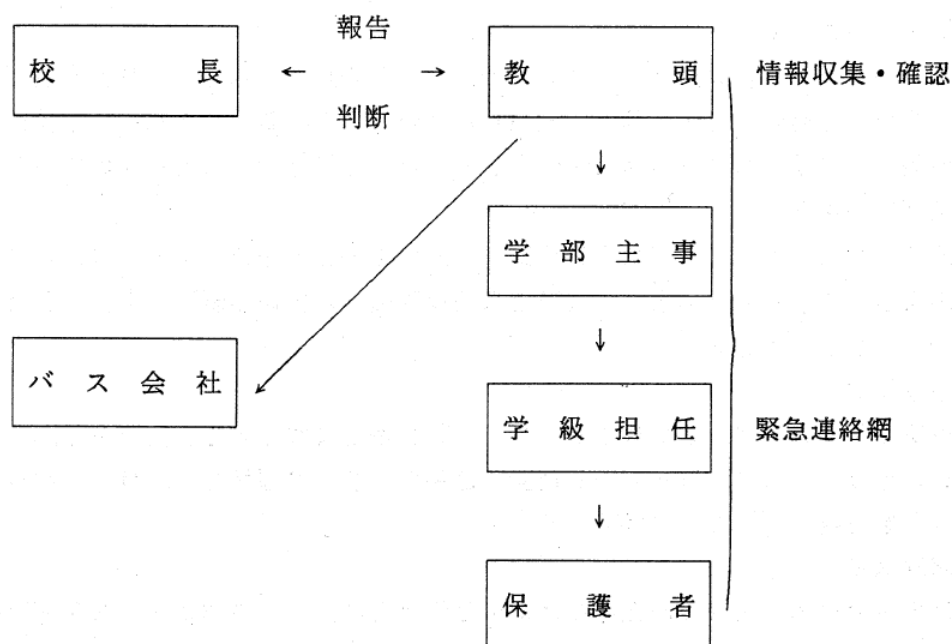 報告
校長 ← → 教頭 情報収集・確認
判断
↓
学部主事
↓
バス会社
学級担任 緊急連絡網
↓
保護者